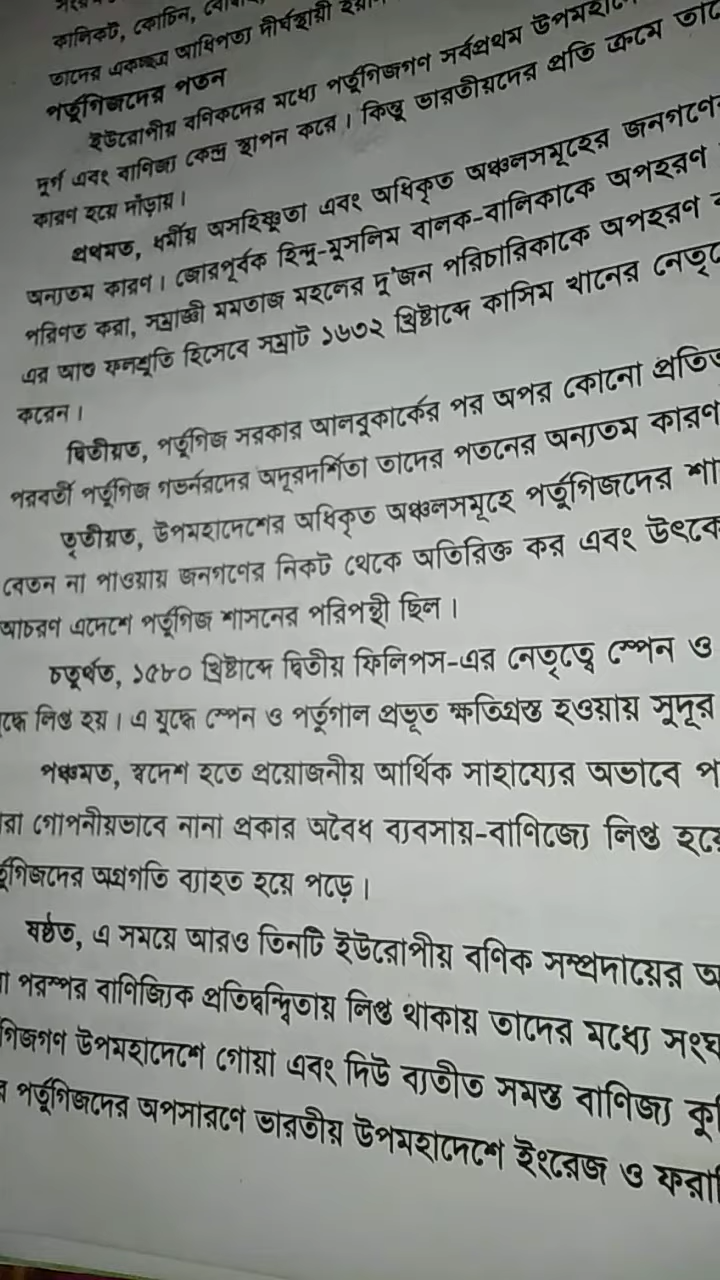 কালিকট, কোচিন,
তাদের একচ্ছত্র আধিপত্য দীর্ঘস্থায়ী
পর্তুগিজদের পতন
ইউরোপীয় বণিকদের মধ্যে পর্তুগিজগণ সর্বপ্রথম
দুর্গ এবং বাণিজ্য কেন্দ্র স্থাপন করে। কিন্তু ভারতীয়দের প্রতি ক্রমে
কারণ হয়ে দাঁড়ায়।
প্রথমত, ধর্মীয় অসহিষ্ণুতা এবং অধিকৃত অঞ্চলসমূহের জনগণের
অন্যতম কারণ। জোরপূর্বক হিন্দু-মুসলিম বালক-বালিকাকে অপহরণ
পরিণত করা, সম্রাজ্ঞী মমতাজ মহলের দু'জন পরিচারিকাকে অপহরণ
এর আশু ফলশ্রুতি হিসেবে সম্রাট ১৬৩২ খ্রিষ্টাব্দে কাসিম খানের নেতৃত্বে
করেন।
দ্বিতীয়ত, পর্তুগিজ সরকার আলবুকার্কের পর অপর কোনো
পরবর্তী পর্তুগিজ গভর্নরদের অদূরদর্শিতা তাদের পতনের অন্যতম কারণ
তৃতীয়ত, উপমহাদেশের অধিকৃত অঞ্চলসমূহে পর্তুগিজদের শা
বেতন না পাওয়ায় জনগণের নিকট থেকে অতিরিক্ত কর এবং উৎকো
আচরণ এদেশে পর্তুগিজ শাসনের পরিপন্থী ছিল।
চতুর্থত, ১৫৮০ খ্রিষ্টাব্দে দ্বিতীয় ফিলিপস-এর নেতৃত্বে স্পেন ও
দ্ধে লিপ্ত হয়। এ যুদ্ধে স্পেন ও পর্তুগাল প্রভূত ক্ষতিগ্রস্ত হওয়ায় সুদূর
পঞ্চমত, স্বদেশ হতে প্রয়োজনীয় আর্থিক সাহায্যের অভাবে প
রা গোপনীয়ভাবে নানা প্রকার অবৈধ ব্যবসায়-বাণিজ্যে লিপ্ত হয়ে
র্তুগিজদের অগ্রগতি ব্যাহত হয়ে পড়ে।
ষষ্ঠত, এ সময়ে আরও তিনটি ইউরোপীয় বণিক সম্প্রদায়ের আ
া পরস্পর বাণিজ্যিক প্রতিদ্বন্দ্বিতায় লিপ্ত থাকায় তাদের মধ্যে সংঘ
গিজগণ উপমহাদেশে গোয়া এবং দিউ ব্যতীত সমস্ত বাণিজ্য কু
র পর্তুগিজদের অপসারণে ভারতীয় উপমহাদেশে ইংরেজ ও ফরা